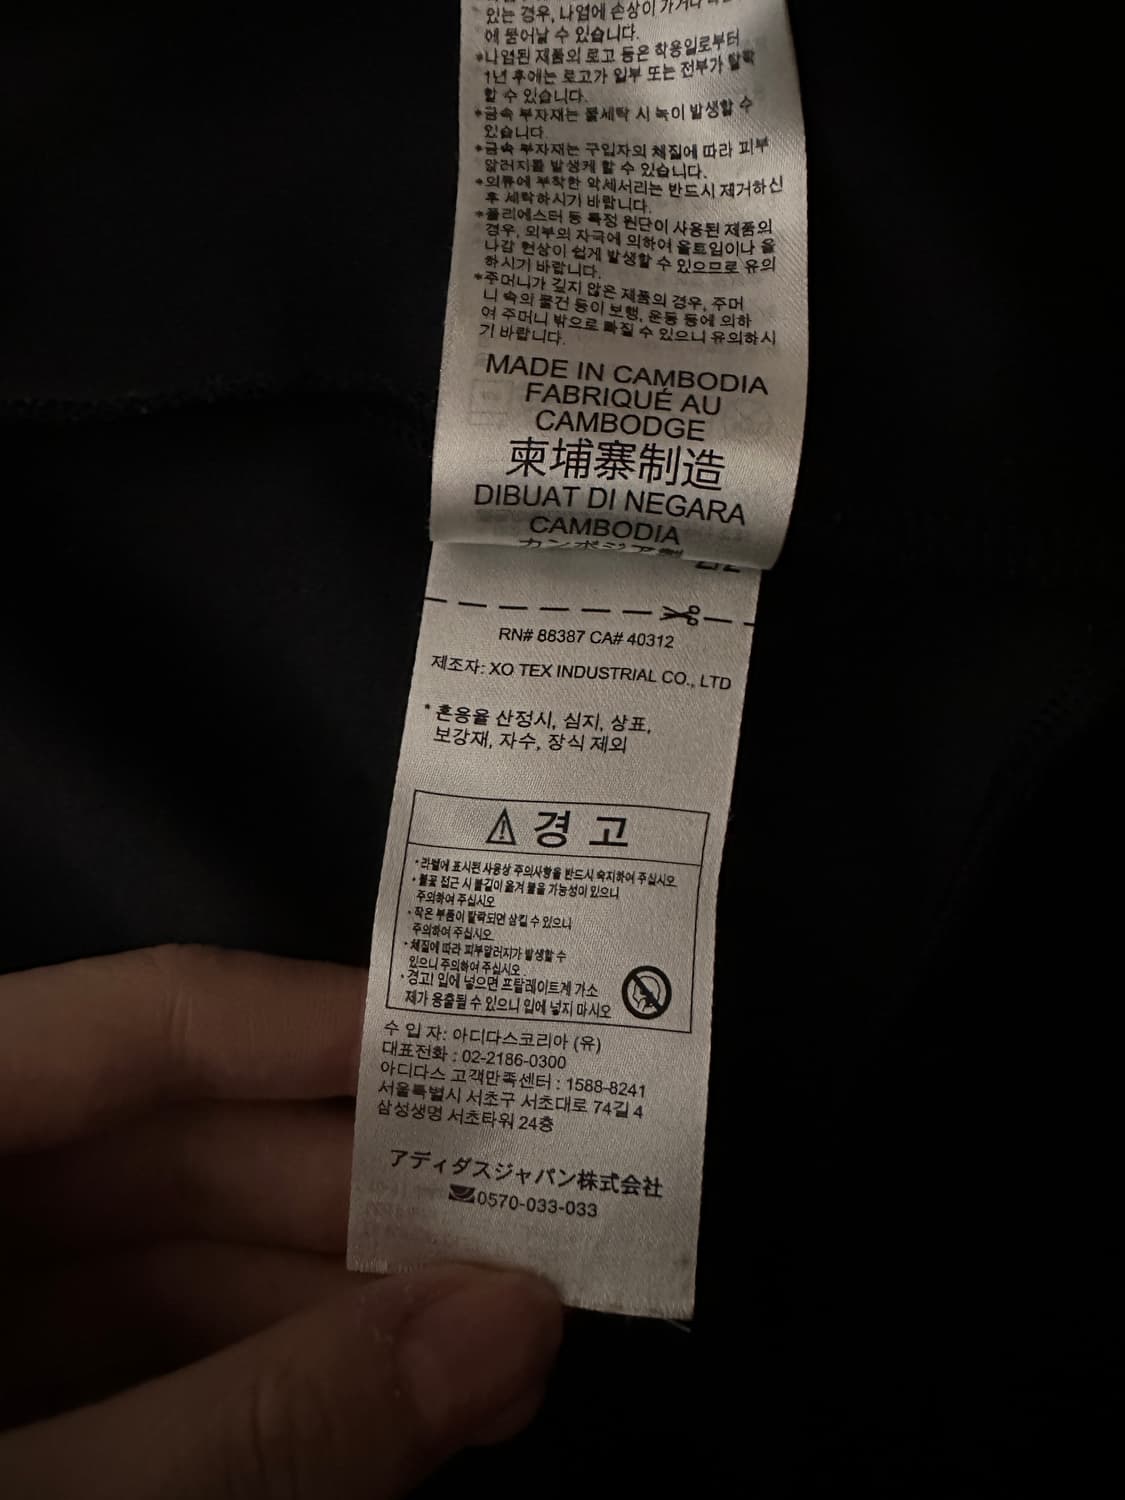 있는 경우, 나염에 손상이
에 묻어날 수 있습니다.
*나염된 제품의 로고 등은 착용일로부터
1년 후에는 로고가 일부 또는 전부가 탈락
할 수 있습니다.
*금속 부자재는 물세탁 시 녹이 발생할 수
있습니다.
*금속 부자재는 구입자의 체질에 따라 피부
알러지를 발생케 할 수 있습니다.
*의류에 부착한 악세서리는 반드시 제거하신
후 세탁하시기 바랍니다.
*폴리에스터 등 특정 원단이 사용된 제품의
경우, 외부의 자극에 의하여 올트임이나 올
나감 현상이 쉽게 발생할 수 있으므로 유의
하시기 바랍니다.
*주머니가 깊지 않은 제품의 경우, 주머
니 속의 물건 등이 보행, 운동 등에 의하
여 주머니 밖으로 빠질 수 있으니 유의하시
기 바랍니다.
MADE IN CAMBODIA
FABRIQUÉ AU
CAMBODGE
柬埔寨制造
DIBUAT DI NEGARA
CAMBODIA
カンボジア製
RN# 88387 CA# 40312
제조자: XO TEX INDUSTRIAL CO., LTD
* 혼용율 산정시, 심지, 상표,
보강재, 자수, 장식 제외
경 고
· 라벨에 표시된 사용상 주의사항을 반드시 숙지하여 주십시오
· 불꽃 접근 시 불길이 옮겨 붙을 가능성이 있으니
주의하여 주십시오
· 작은 부품이 탈락되면 삼킬 수 있으니
주의하여 주십시오
· 체질에 따라 피부알러지가 발생할 수
있으니 주의하여 주십시오
· 경고! 입에 넣으면 프탈레이트계 가소
제가 용출될 수 있으니 입에 넣지 마시오
수 입 자: 아디다스코리아 (유)
대표전화 : 02-2186-0300
아디다스 고객만족센터 : 1588-8241
서울특별시 서초구 서초대로 74길 4
삼성생명 서초타워 24층
アディダスジャパン株式会社
0570-033-033